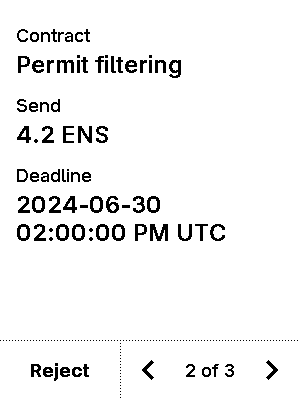 Contract
Permit filtering
Send
4.2 ENS
Deadline
2024-06-30
02:00:00 PM UTC
Reject
2 of 3